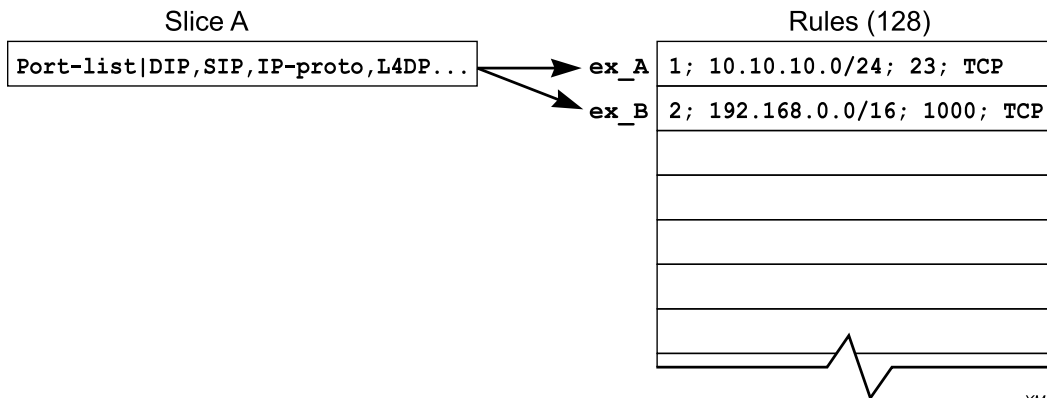 Slice A
Rules (128)
Port-list|DIP,SIP,IP-proto,L4DP...
ex_A 1; 10.10.10.0/24; 23; TCP
ex_B 2; 192.168.0.0/16; 1000; TCP